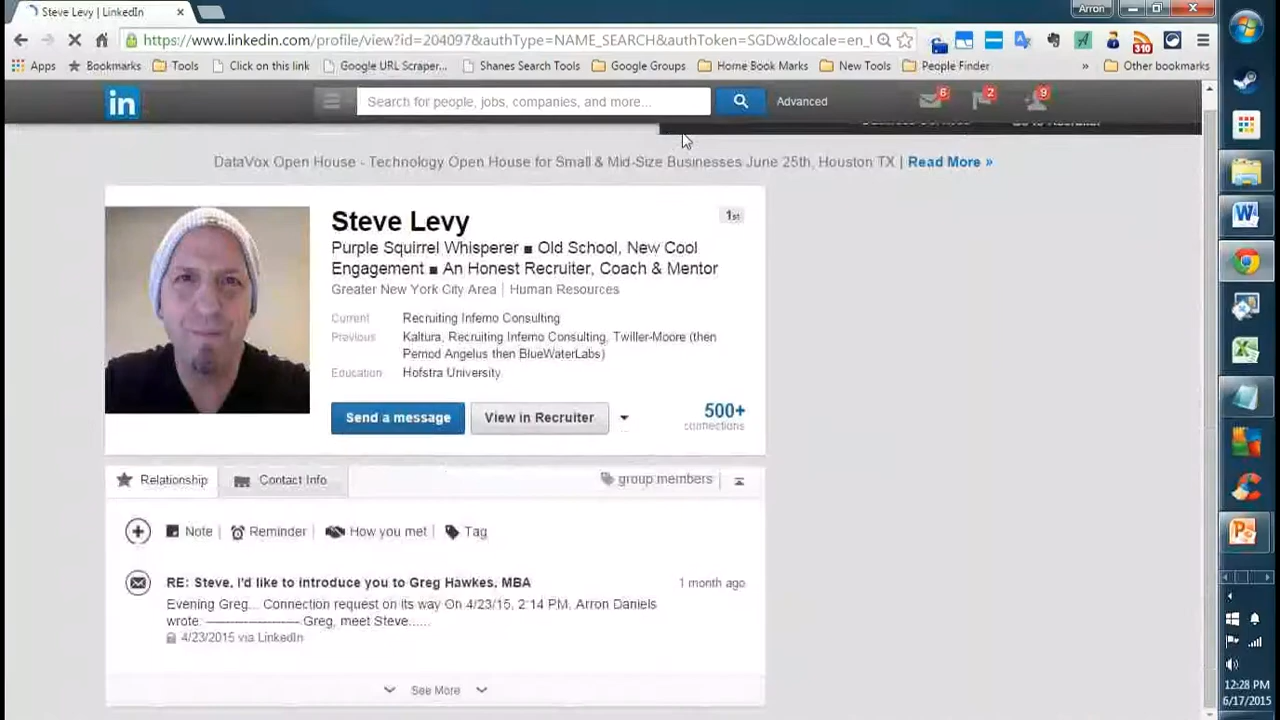 Steve Levy | LinkedIn
Arron
https://www.linkedin.com/profile/view?id=204097&authType=NAME_SEARCH&authToken=SGDw&locale=en_
310
Apps Bookmarks Tools Click on this link Google URL Scraper... Shanes Search Tools Google Groups Home Book Marks New Tools People Finder » Other bookmarks
in Search for people, jobs, companies, and more... Advanced 6 2 9
DataVox Open House - Technology Open House for Small & Mid-Size Businesses June 25th, Houston TX | Read More »
Steve Levy 1st
Purple Squirrel Whisperer ■ Old School, New Cool
Engagement ■ An Honest Recruiter, Coach & Mentor
Greater New York City Area | Human Resources
Current Recruiting Inferno Consulting
Previous Kaltura, Recruiting Inferno Consulting, Twiller-Moore (then
Pernod Angelus then BlueWaterLabs)
Education Hofstra University
Send a message View in Recruiter 500+
connections
Relationship Contact Info group members
Note | Reminder | How you met | Tag
RE: Steve, I'd like to introduce you to Greg Hawkes, MBA 1 month ago
Evening Greg... Connection request on its way On 4/23/15, 2:14 PM, Arron Daniels
wrote: -------------------- Greg, meet Steve......
4/23/2015 via LinkedIn
See More
12:28 PM
6/17/2015